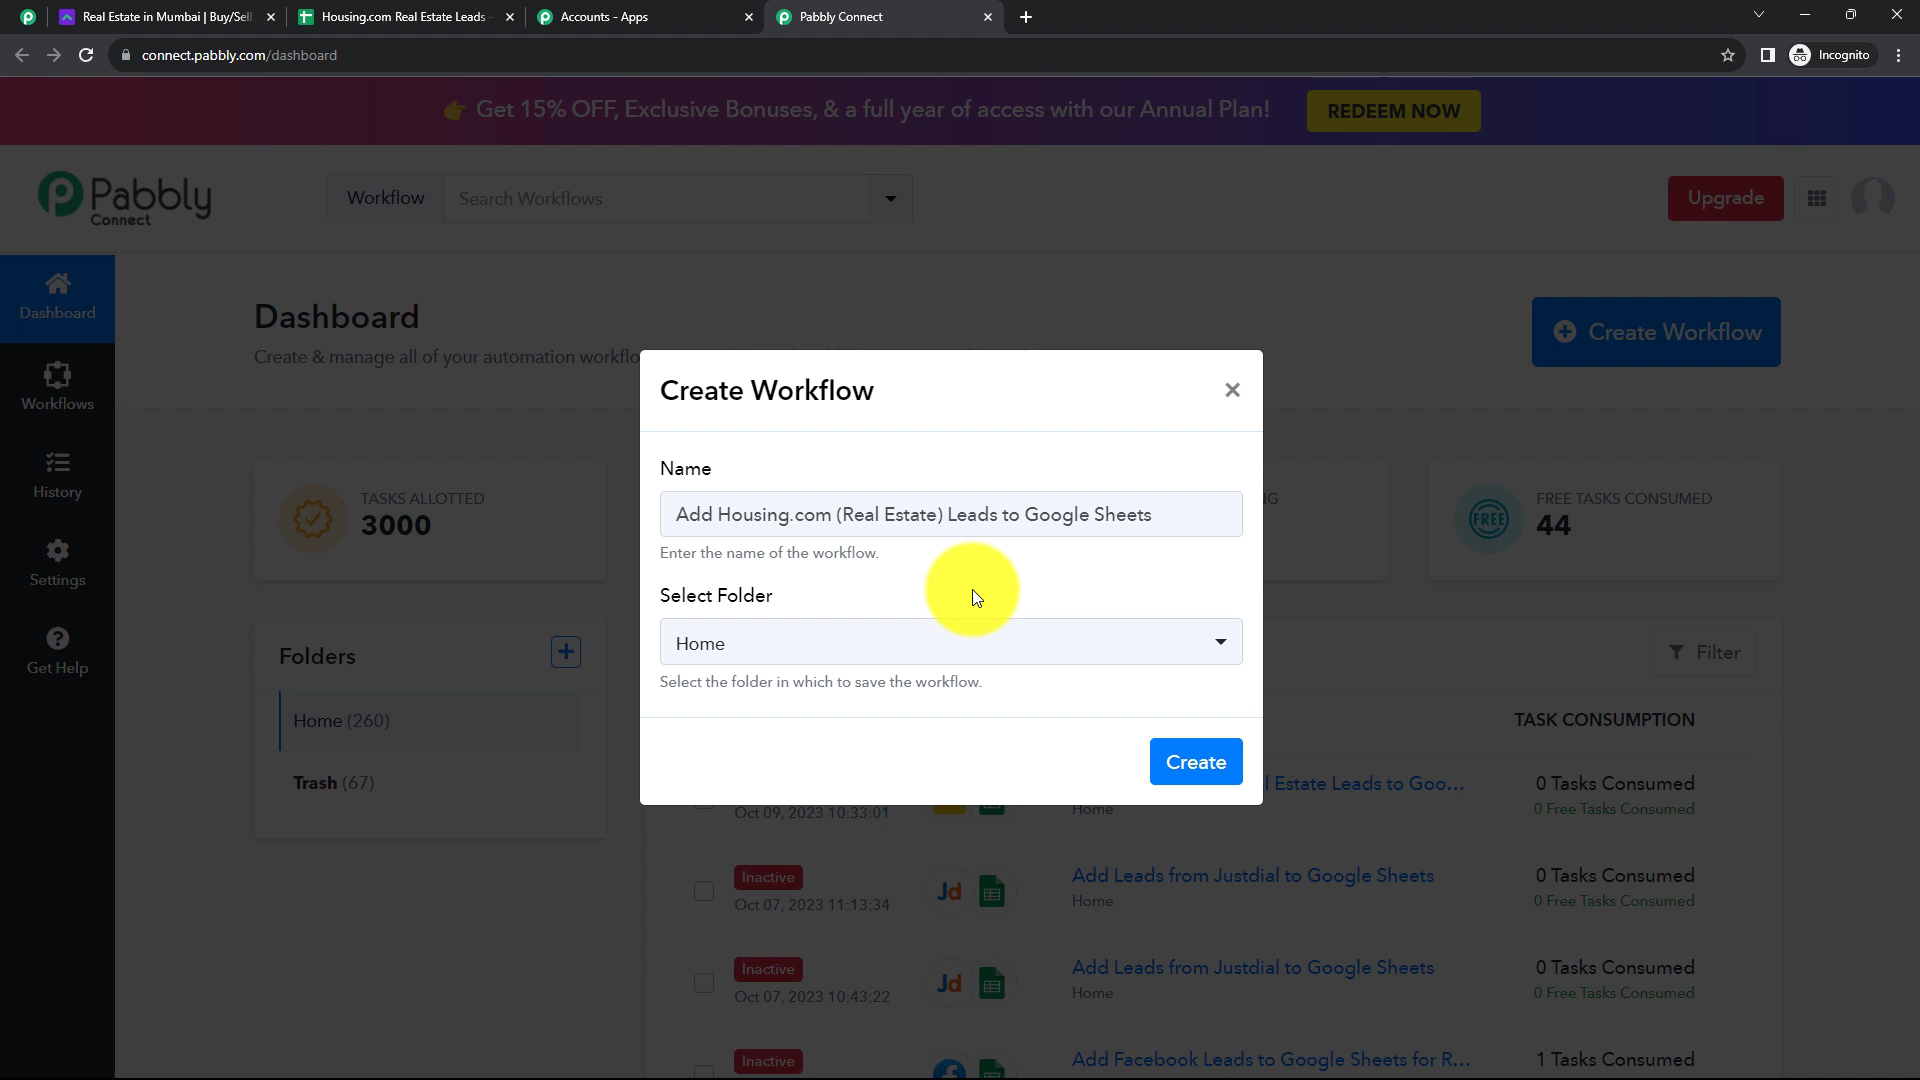 Real Estate in Mumbai | Buy/Sell
Housing.com Real Estate Leads -
Accounts - Apps
Pabbly Connect
connect.pabbly.com/dashboard
Incognito
👉 Get 15% OFF, Exclusive Bonuses, & a full year of access with our Annual Plan!
REDEEM NOW
Pabbly
Connect
Workflow
Search Workflows
Upgrade
Dashboard
Workflows
History
Settings
Get Help
Dashboard
Create & manage all of your automation workflo
Create Workflow
TASKS ALLOTTED
3000
NG
FREE
FREE TASKS CONSUMED
44
Folders
Home (260)
Trash (67)
Create Workflow
Name
Add Housing.com (Real Estate) Leads to Google Sheets
Enter the name of the workflow.
Select Folder
Home
Select the folder in which to save the workflow.
Create
Filter
TASK CONSUMPTION
l Estate Leads to Goo...
0 Tasks Consumed
Oct 09, 2023 10:33:01
Home
0 Free Tasks Consumed
Inactive
Jd
Add Leads from Justdial to Google Sheets
0 Tasks Consumed
Oct 07, 2023 11:13:34
Home
0 Free Tasks Consumed
Inactive
Jd
Add Leads from Justdial to Google Sheets
0 Tasks Consumed
Oct 07, 2023 10:43:22
Home
0 Free Tasks Consumed
Inactive
Add Facebook Leads to Google Sheets for R...
1 Tasks Consumed